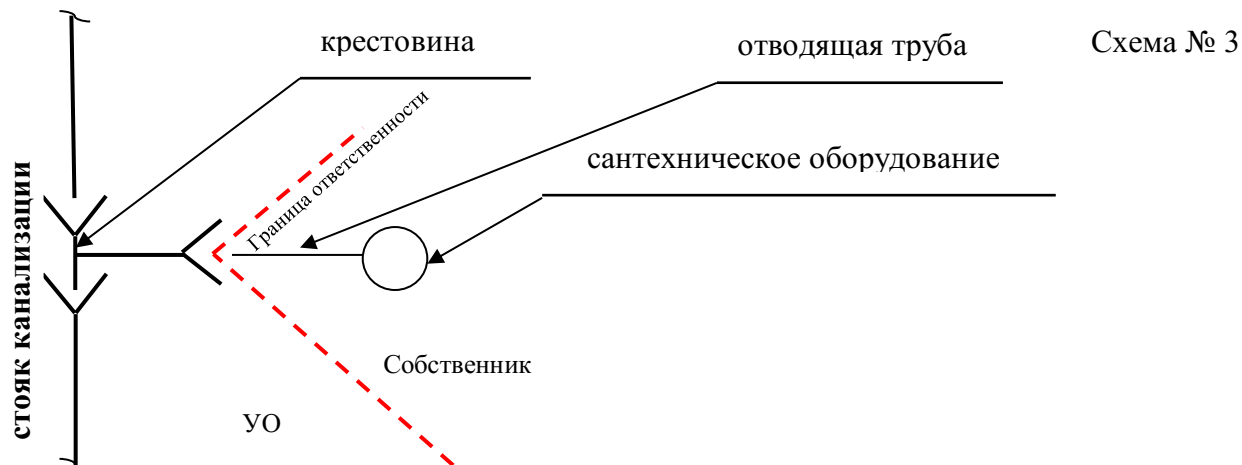 крестовина
отводящая труба
Схема № 3
Граница ответственности
сантехническое оборудование
стояк канализации
Собственник
УО